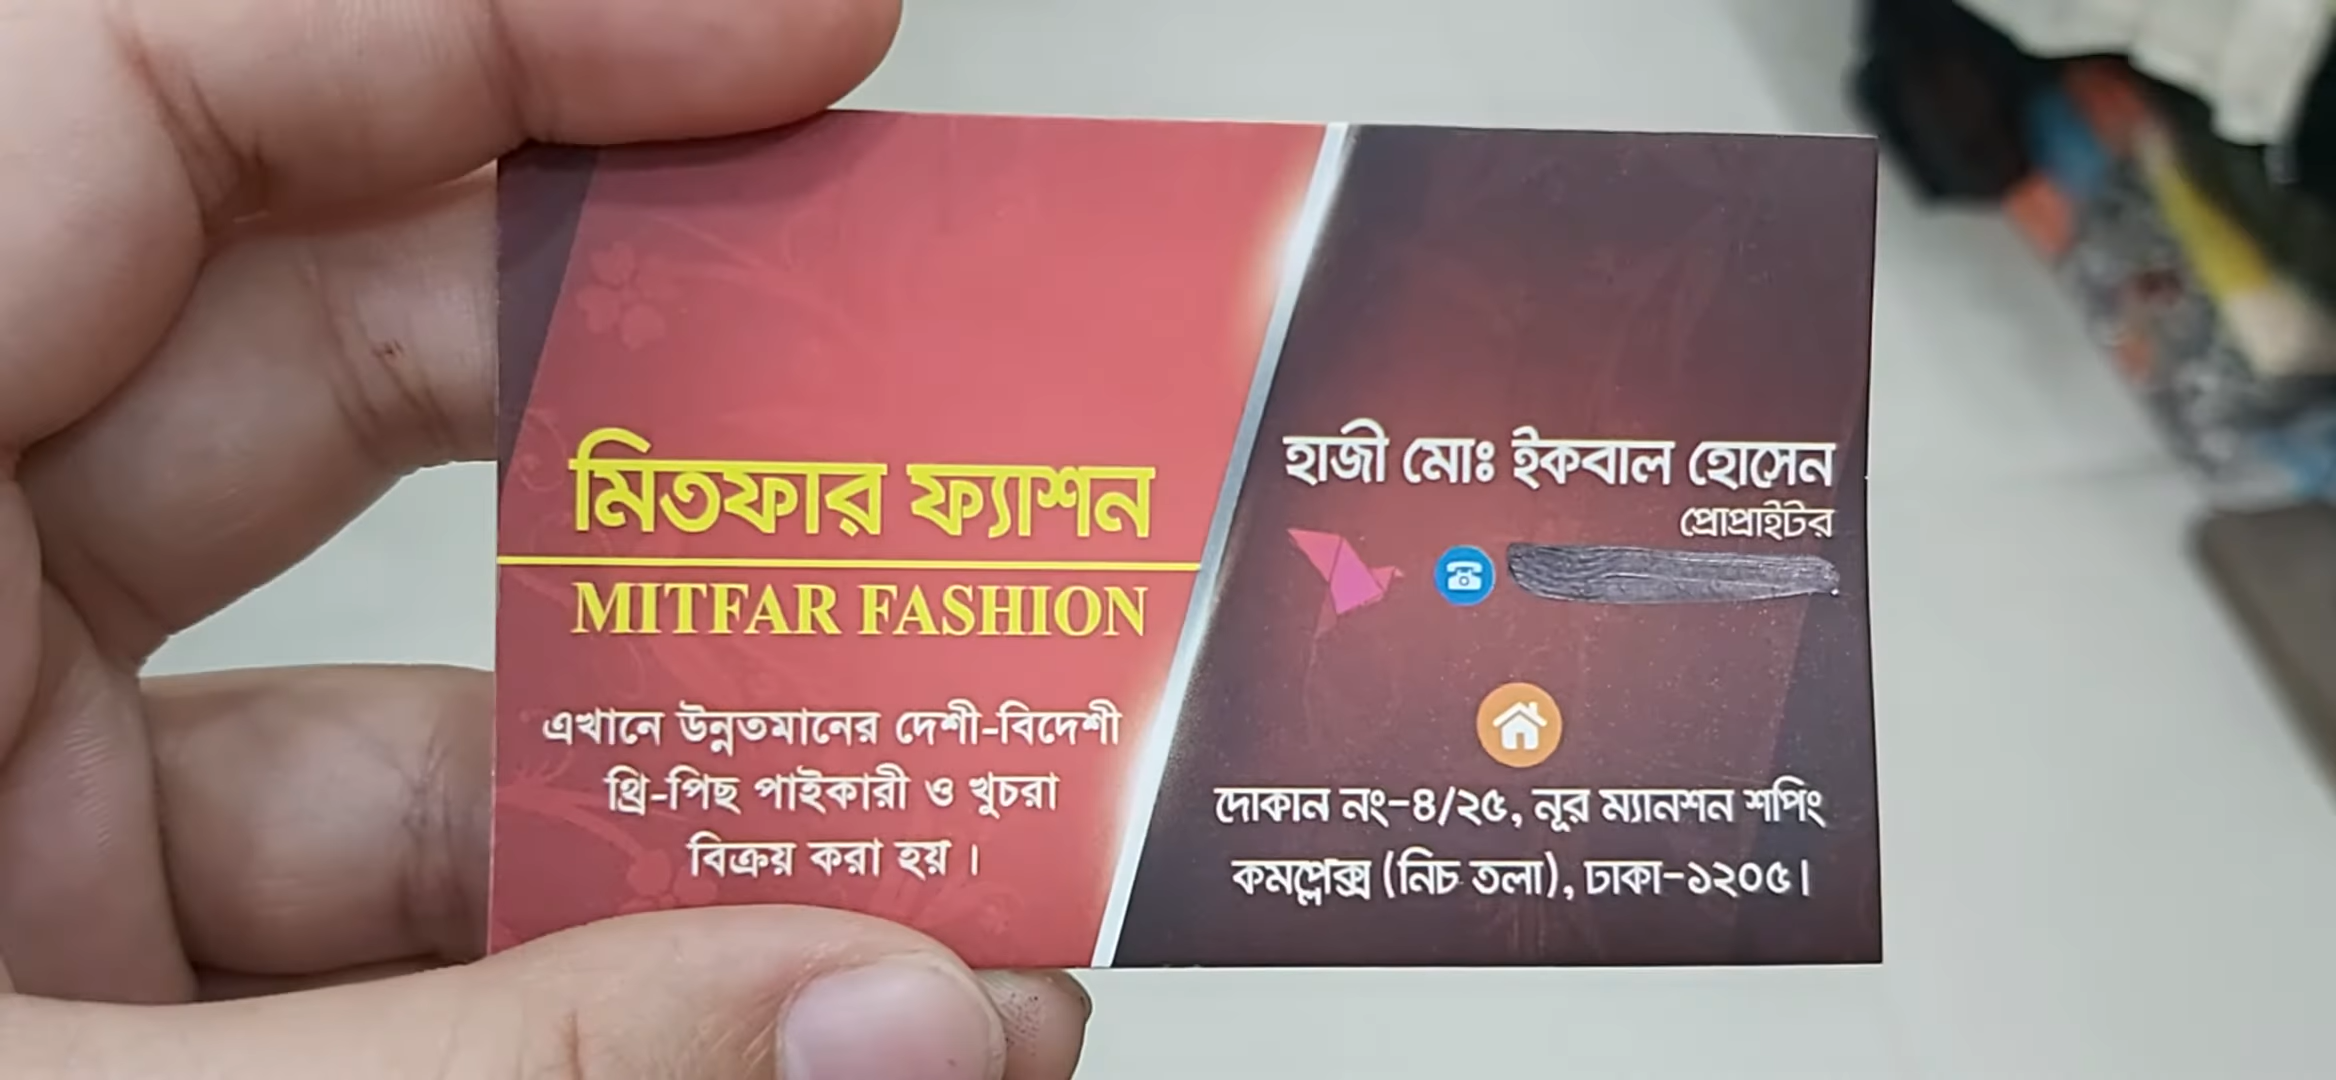 মিতফার ফ্যাশন
MITFAR FASHION
এখানে উন্নতমানের দেশী-বিদেশী
থ্রি-পিছ পাইকারী ও খুচরা
বিক্রয় করা হয় ।
হাজী মোঃ ইকবাল হোসেন
প্রোপ্রাইটর
দোকান নং-৪/২৫, নূর ম্যানশন শপিং
কমপ্লেক্স (নিচ তলা), ঢাকা-১২০৫।